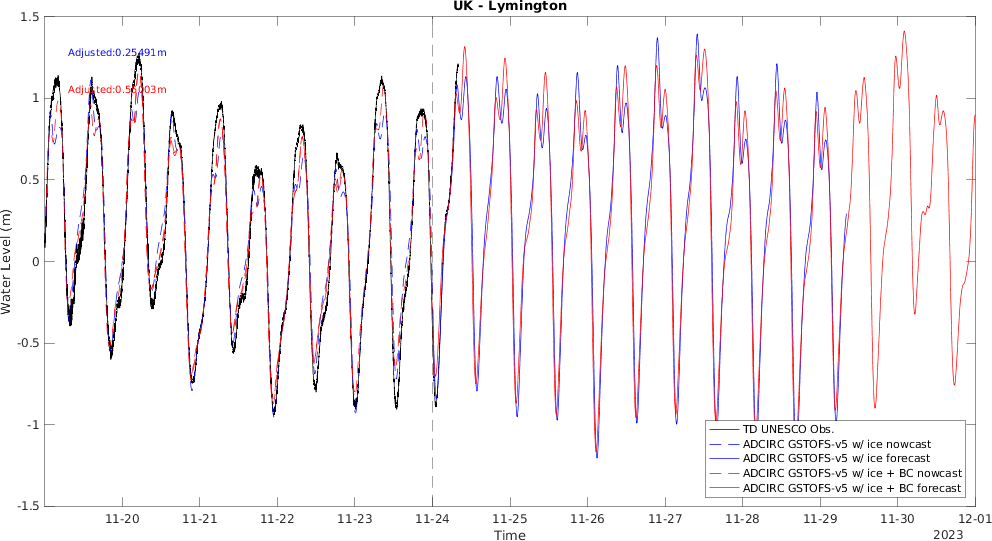 UK - Lymington
1.5
1
0.5
0
-0.5
-1
-1.5
Water Level (m)
Adjusted:0.25491m
TD UNESCO Obs.
ADCIRC GSTOFS-v5 w/ ice nowcast
ADCIRC GSTOFS-v5 w/ ice forecast
ADCIRC GSTOFS-v5 w/ ice + BC nowcast
ADCIRC GSTOFS-v5 w/ ice + BC forecast
11-20
11-21
11-22
11-23
11-24
11-25
11-26
11-27
11-28
11-29
11-30
12-01
Time
2023